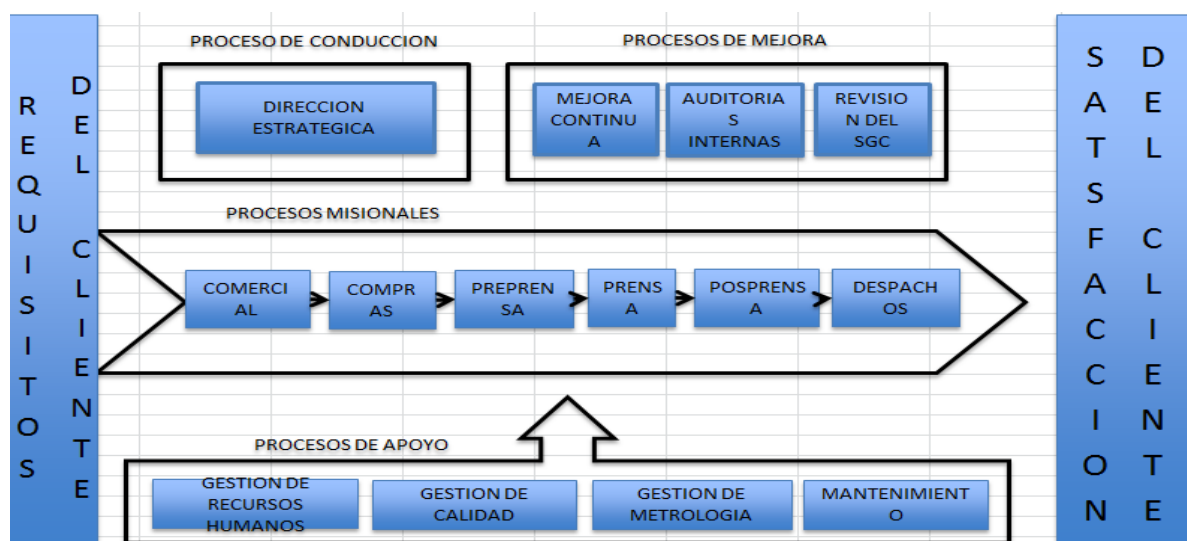 REQUISITOS
DEL CLIENTE
PROCESO DE CONDUCCION
DIRECCION
ESTRATEGICA
PROCESOS DE MEJORA
MEJORA
CONTINU
A
AUDITORIA
S
INTERNAS
REVISIO
N DEL
SGC
PROCESOS MISIONALES
COMERCI
AL
COMPR
AS
PREPREN
SA
PRENS
A
POSPRENS
A
DESPACH
OS
PROCESOS DE APOYO
GESTION DE
RECURSOS
HUMANOS
GESTION DE
CALIDAD
GESTION DE
METROLOGIA
MANTENIMIENT
O
SATSFACCION
DEL CLIENTE